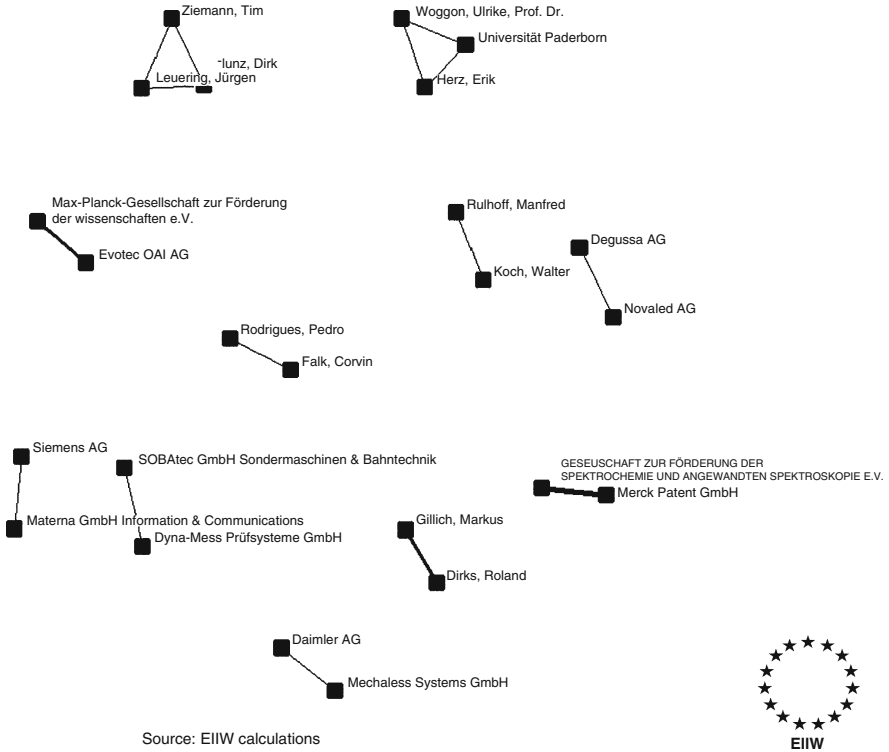 Ziemann, Tim
Woggon, Ulrike, Prof. Dr.
Universität Paderborn
lunz, Dirk
Leuering, Jürgen
Herz, Erik
Max-Planck-Gesellschaft zur Förderung
der wissenschaften e.V.
Evotec OAI AG
Rulhoff, Manfred
Degussa AG
Koch, Walter
Novaled AG
Rodrigues, Pedro
Falk, Corvin
Siemens AG
SOBAtec GmbH Sondermaschinen & Bahntechnik
GESEUSCHAFT ZUR FÖRDERUNG DER
SPEKTROCHEMIE UND ANGEWANDTEN SPEKTROSKOPIE E.V.
Merck Patent GmbH
Materna GmbH Information & Communications
Dyna-Mess Prüfsysteme GmbH
Gillich, Markus
Dirks, Roland
Daimler AG
Mechaless Systems GmbH
Source: EIIW calculations
EIIW